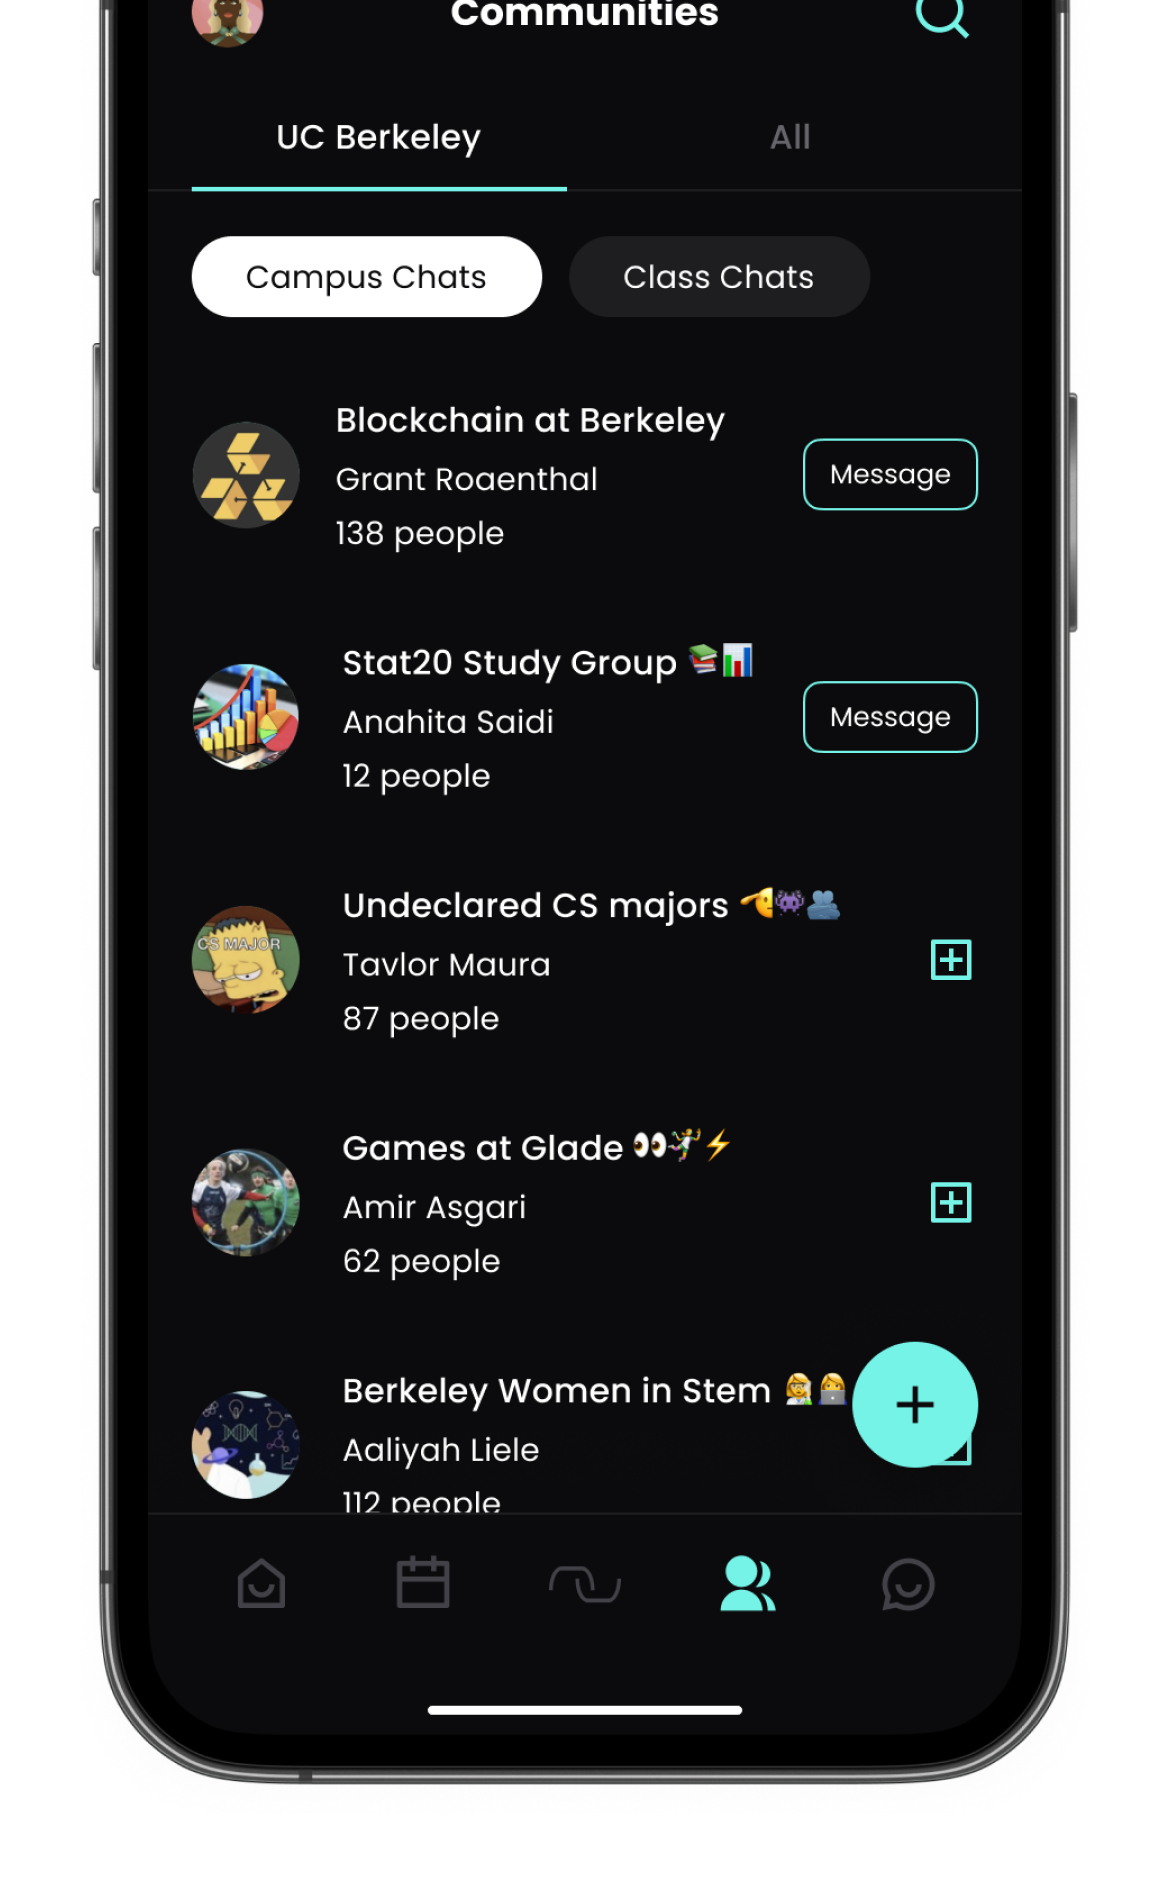 Communities
UC Berkeley
All
Campus Chats
Class Chats
Blockchain at Berkeley
Grant Roaenthal
138 people
Message
Stat20 Study Group 📚📊
Anahita Saidi
12 people
Message
Undeclared CS majors 🫡👾🫂
Tavlor Maura
87 people
CS MAJOR
Games at Glade 👀🤾⚡
Amir Asgari
62 people
Berkeley Women in Stem 👩‍🔬👩‍💻
Aaliyah Liele
112 people